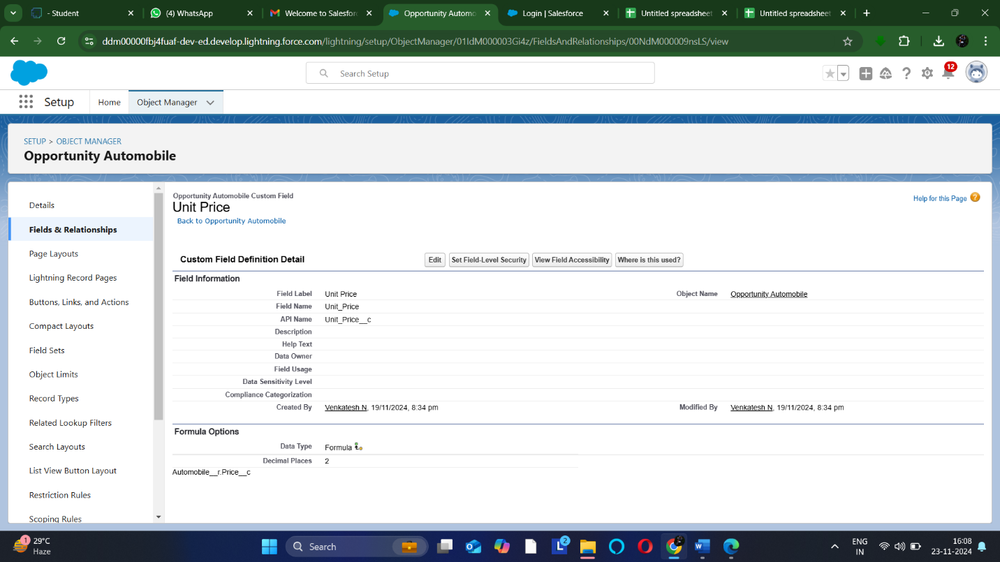 - Student
(4) WhatsApp
Welcome to Salesforc
Opportunity Automo
Login | Salesforce
Untitled spreadsheet
Untitled spreadsheet
ddm00000fbj4fuaf-dev-ed.develop.lightning.force.com/lightning/setup/ObjectManager/01IdM000003Gi4z/FieldsAndRelationships/00NdM000009nsLS/view
Search Setup
12
Setup
Home
Object Manager
SETUP > OBJECT MANAGER
Opportunity Automobile
Details
Fields & Relationships
Page Layouts
Lightning Record Pages
Buttons, Links, and Actions
Compact Layouts
Field Sets
Object Limits
Record Types
Related Lookup Filters
Search Layouts
List View Button Layout
Restriction Rules
Scoping Rules
Opportunity Automobile Custom Field
Unit Price
Back to Opportunity Automobile
Help for this Page
Custom Field Definition Detail
Edit
Set Field-Level Security
View Field Accessibility
Where is this used?
Field Information
Field Label Unit Price Object Name Opportunity Automobile
Field Name Unit_Price
API Name Unit_Price__c
Description
Help Text
Data Owner
Field Usage
Data Sensitivity Level
Compliance Categorization
Created By Venkatesh N, 19/11/2024, 8:34 pm Modified By Venkatesh N, 19/11/2024, 8:34 pm
Formula Options
Data Type Formula
Decimal Places 2
Automobile__r.Price__c
1
29°C
Haze
Search
2
ENG
IN
16:08
23-11-2024